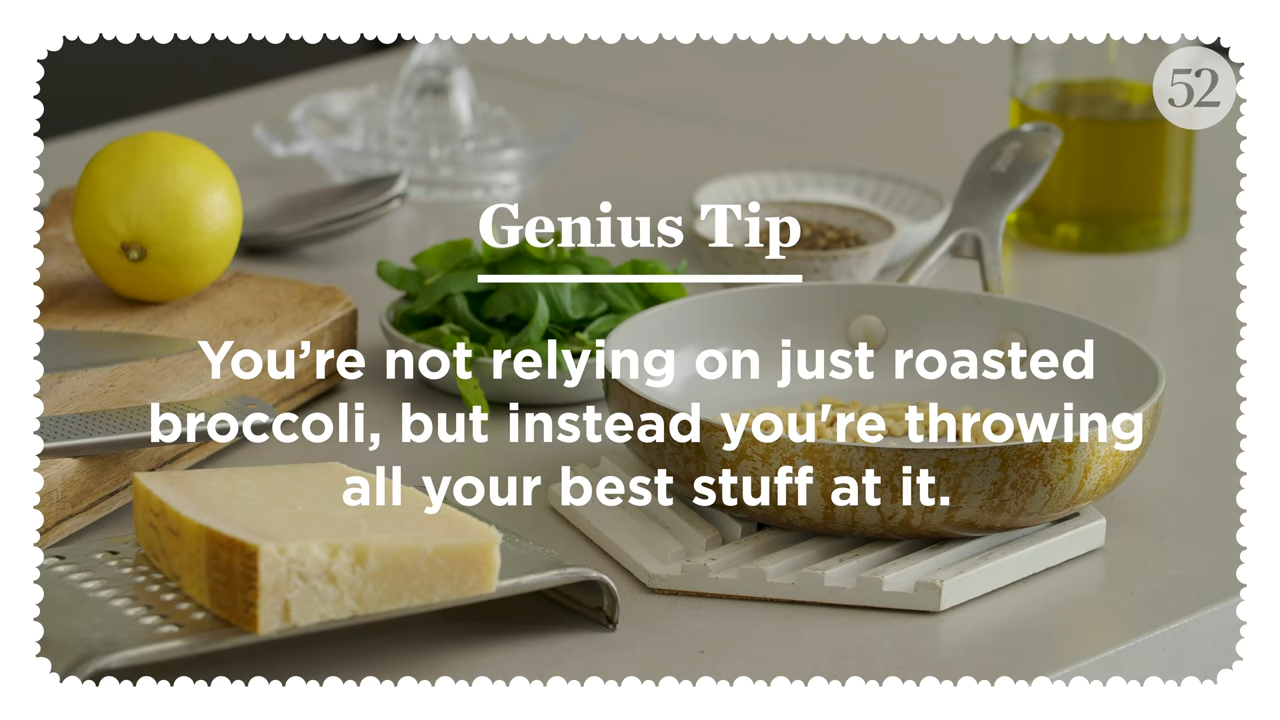 52
Genius Tip
You’re not relying on just roasted
broccoli, but instead you're throwing
all your best stuff at it.